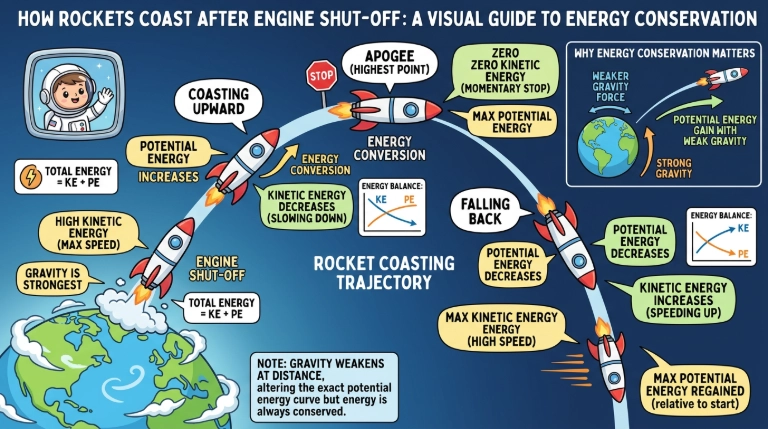 HOW ROCKETS COAST AFTER ENGINE SHUT-OFF: A VISUAL GUIDE TO ENERGY CONSERVATION
STOP
APOGEE
(HIGHEST POINT)
ZERO
ZERO KINETIC
ENERGY
(MOMENTARY STOP)
MAX POTENTIAL
ENERGY
WHY ENERGY CONSERVATION MATTERS
WEAKER
GRAVITY
FORCE
POTENTIAL ENERGY
GAIN WITH
WEAK GRAVITY
STRONG
GRAVITY
COASTING
UPWARD
POTENTIAL
ENERGY
INCREASES
ENERGY
CONVERSION
ENERGY
CONVERSION
TOTAL ENERGY
= KE + PE
KINETIC ENERGY
DECREASES
(SLOWING DOWN)
ENERGY BALANCE:
KE
PE
HIGH KINETIC
ENERGY
(MAX SPEED)
GRAVITY IS
STRONGEST
ENGINE
SHUT-OFF
TOTAL ENERGY
= KE + PE
ROCKET COASTING
TRAJECTORY
FALLING
BACK
POTENTIAL
ENERGY
DECREASES
POTENTIAL
ENERGY
DECREASES
ENERGY BALANCE:
KE
PE
KINETIC ENERGY
INCREASES
(SPEEDING UP)
MAX KINETIC ENERGY
ENERGY
(HIGH SPEED)
MAX POTENTIAL
ENERGY REGAINED
(relative to start)
NOTE: GRAVITY WEAKENS
AT DISTANCE,
altering the exact potential
energy curve but energy is
always conserved.